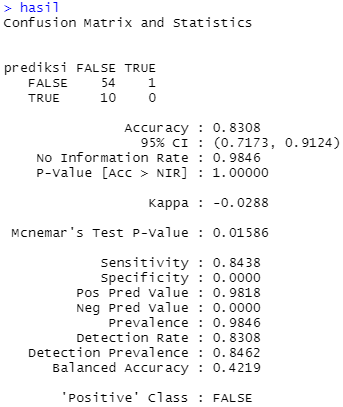 > hasil
Confusion Matrix and Statistics
prediksi FALSE TRUE
FALSE 54 1
TRUE 10 0
Accuracy : 0.8308
95% CI : (0.7173, 0.9124)
No Information Rate : 0.9846
P-Value [Acc > NIR] : 1.00000
Kappa : -0.0288
Mcnemar's Test P-Value : 0.01586
Sensitivity : 0.8438
Specificity : 0.0000
Pos Pred Value : 0.9818
Neg Pred Value : 0.0000
Prevalence : 0.9846
Detection Rate : 0.8308
Detection Prevalence : 0.8462
Balanced Accuracy : 0.4219
'Positive' Class : FALSE